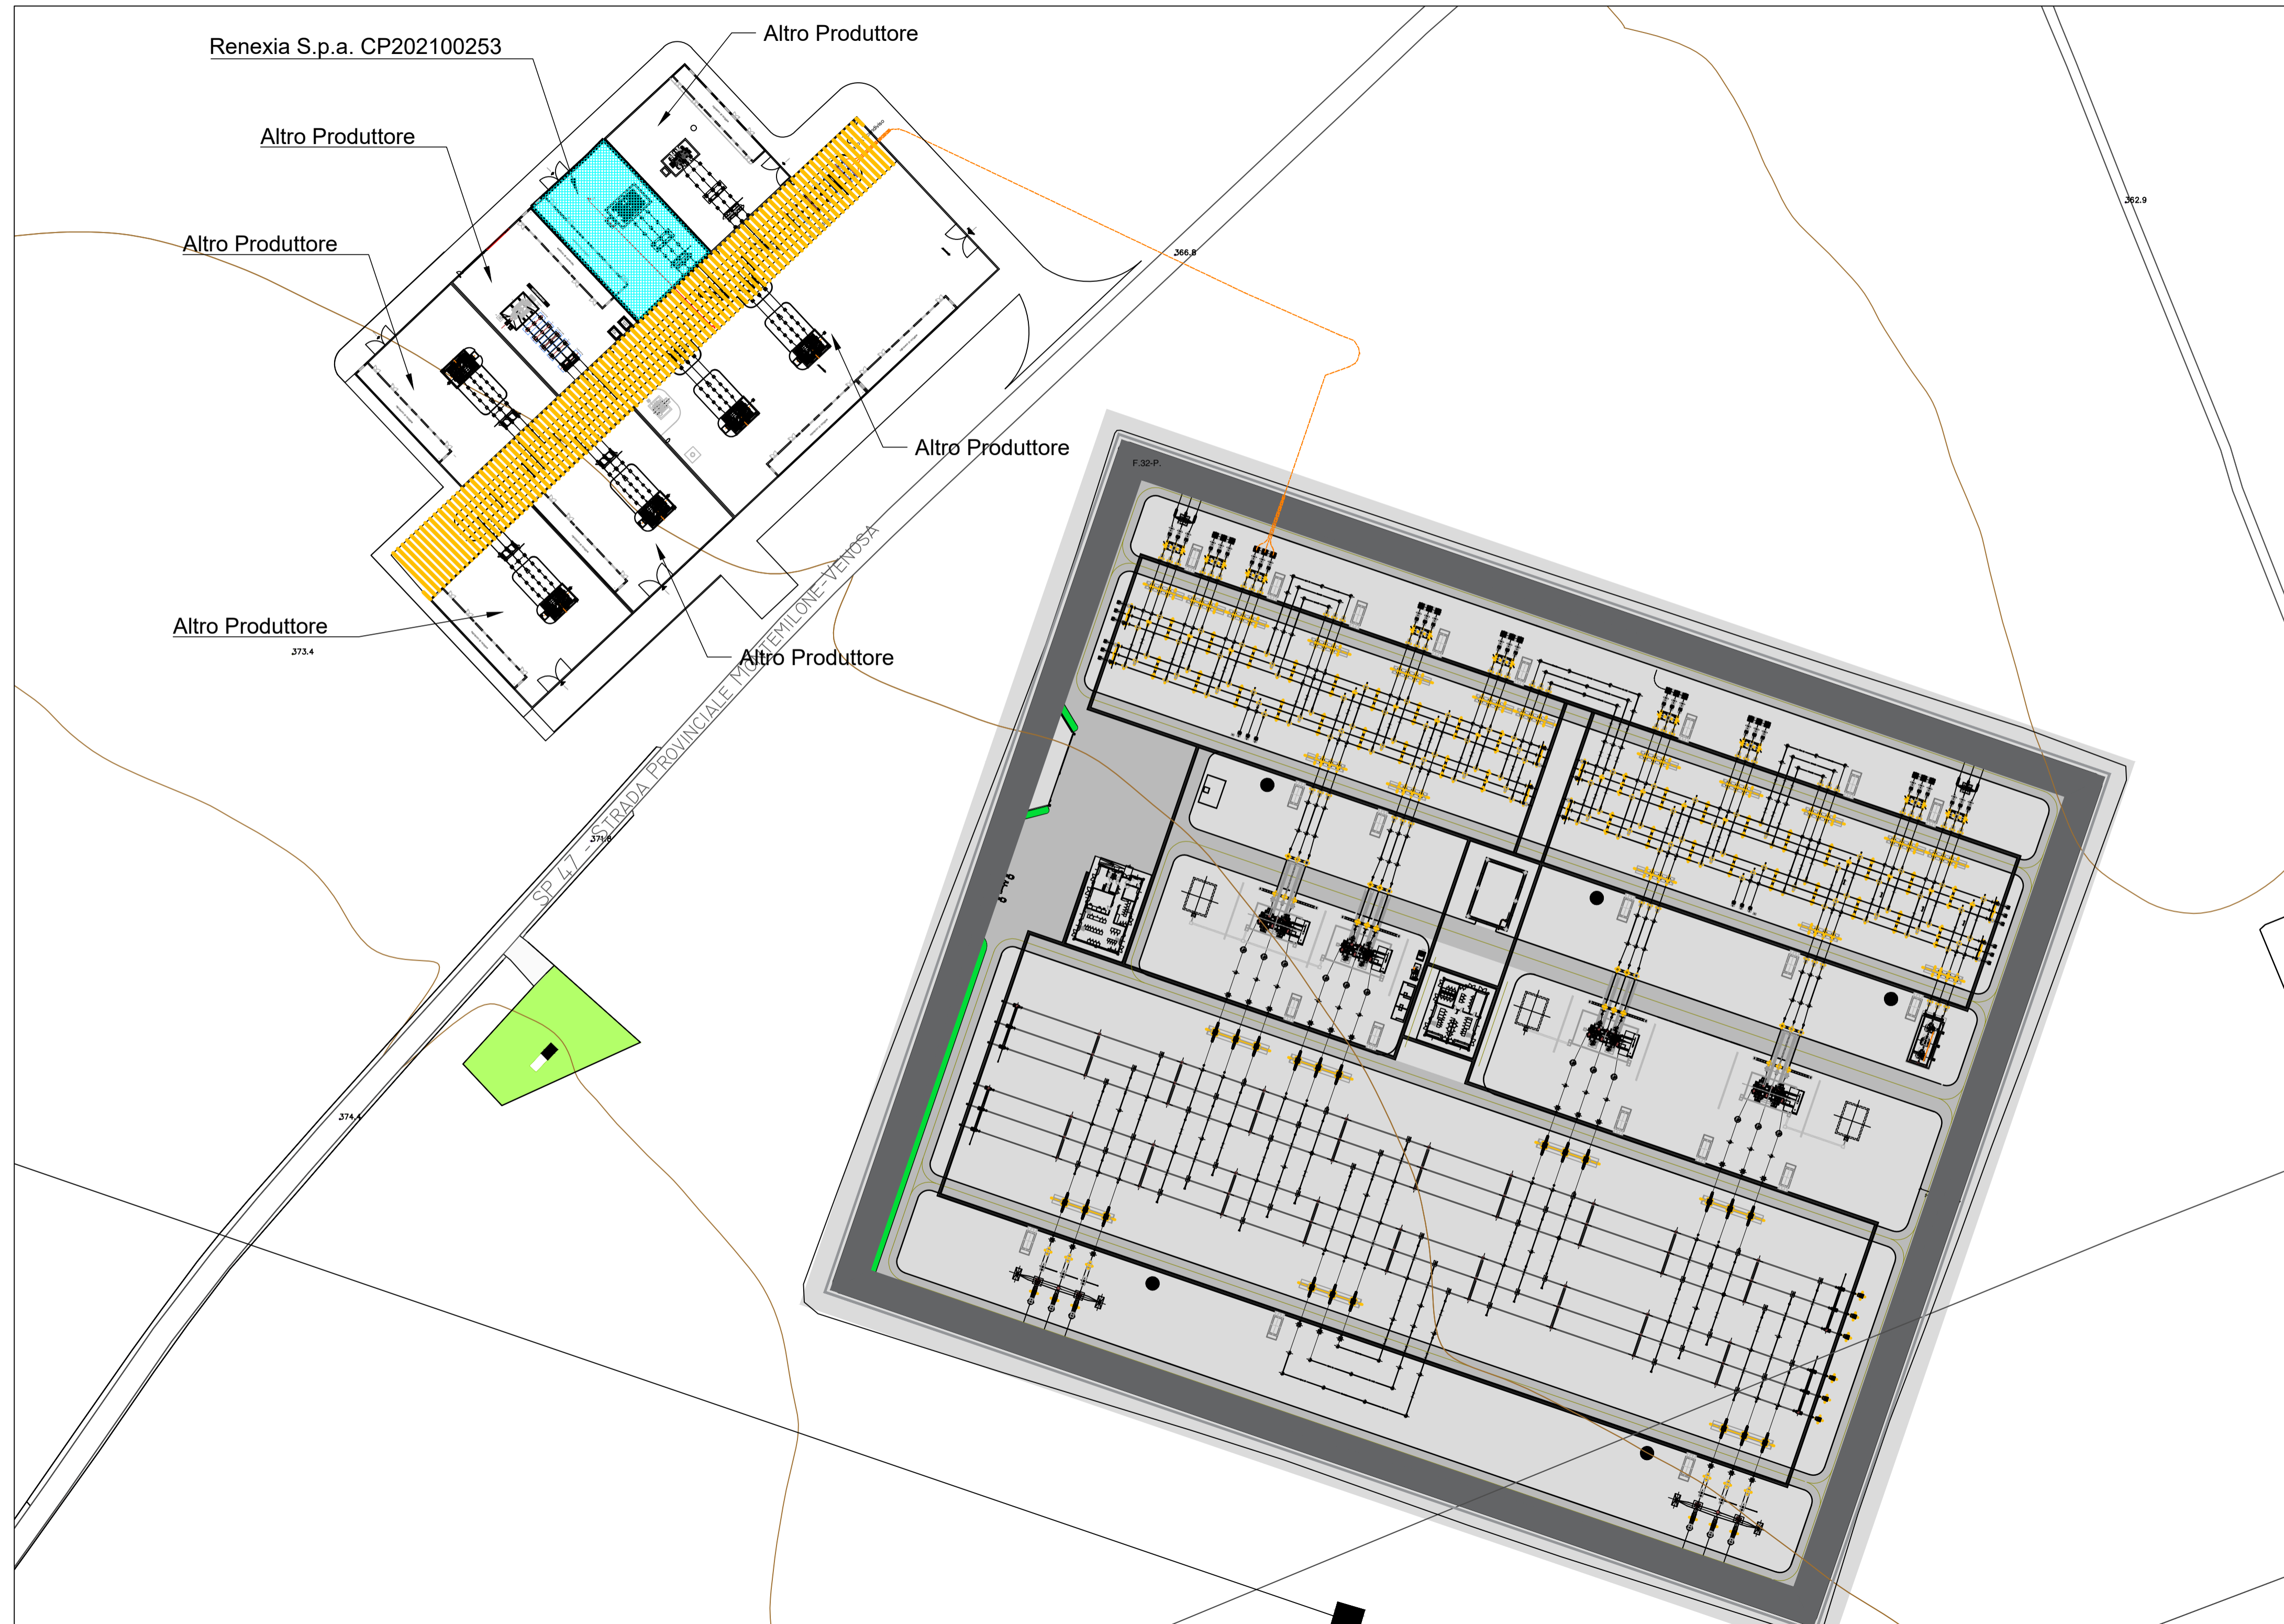 Altro Produttore
Renexia S.p.a. CP202100253
Altro Produttore
362.9
Altro Produttore
366.8
Altro Produttore
F.32-P.
Altro Produttore
373.4
Altro Produttore
SP 47 - STRADA PROVINCIALE MONTEMILONE-VENOSA
371.8
374.4